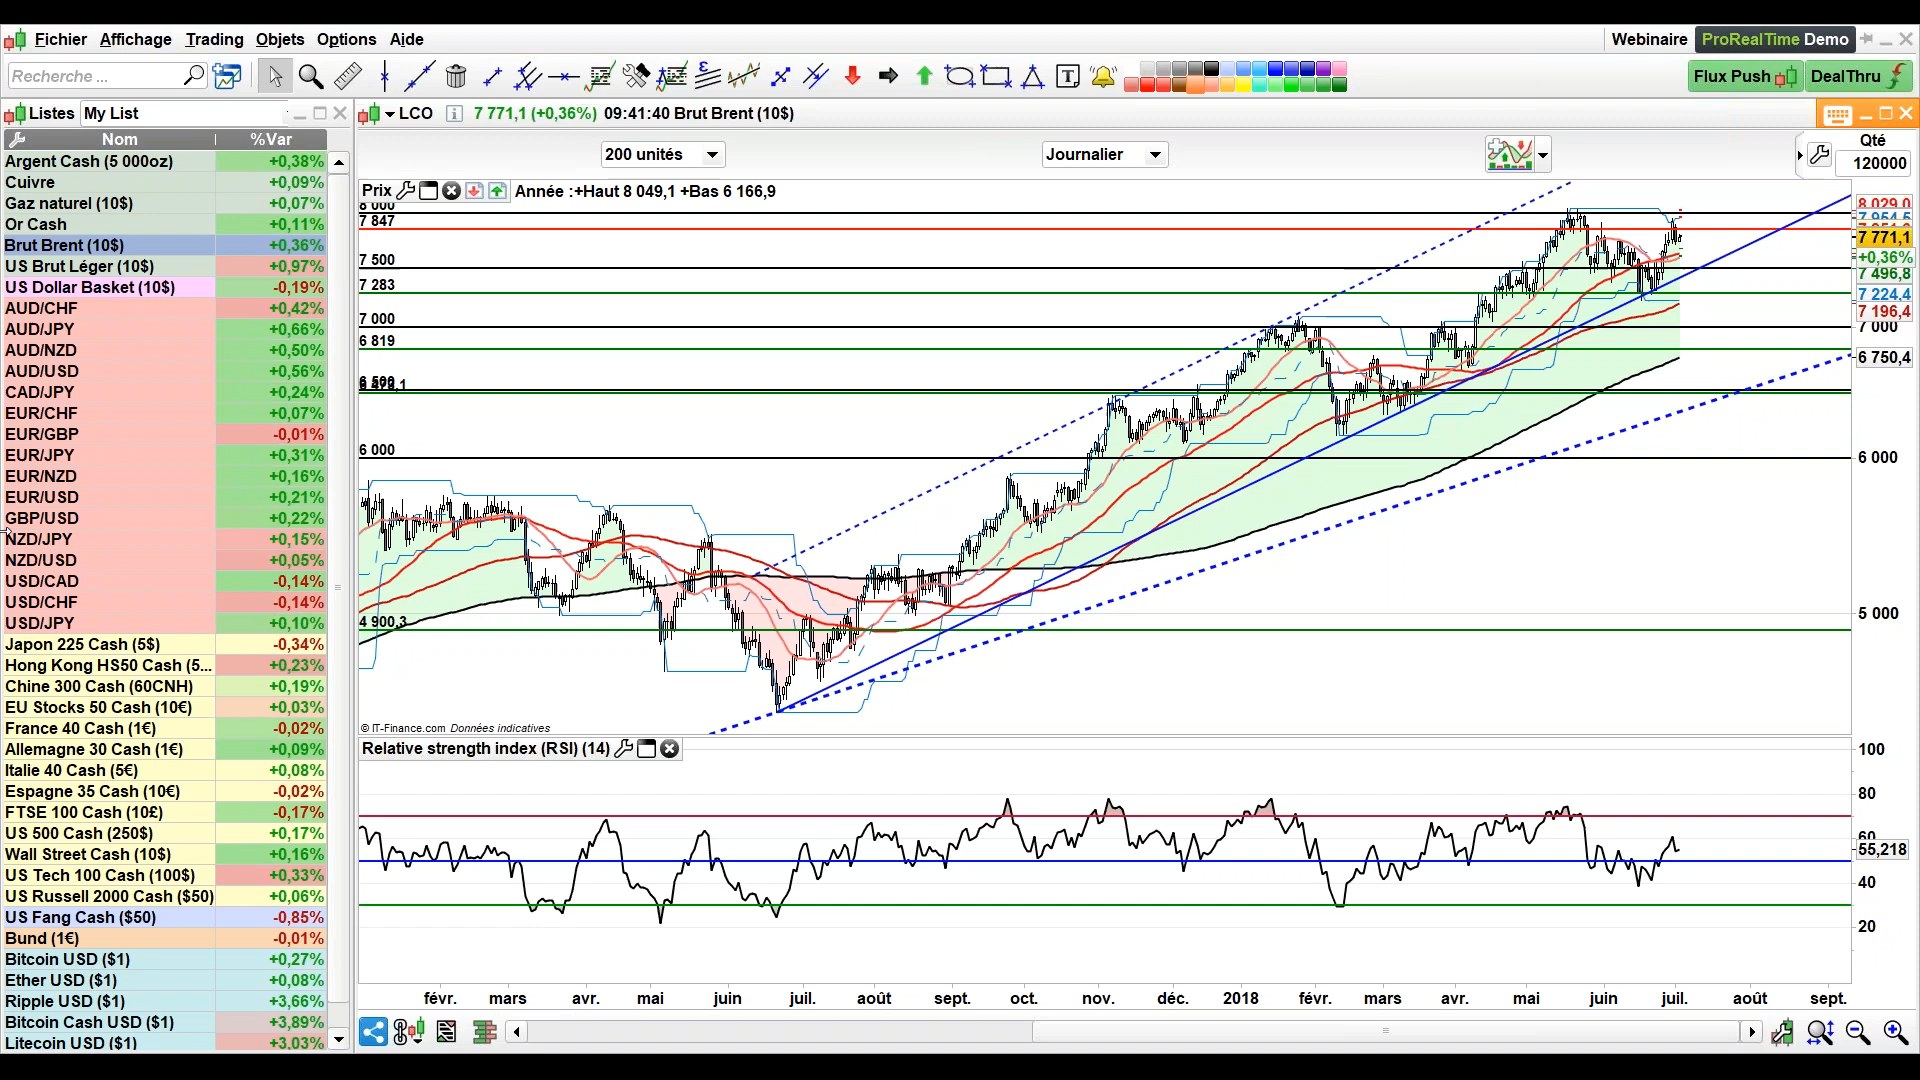 Fichier Affichage Trading Objets Options Aide
Webinaire ProRealTime Demo
Recherche ...
T
Flux Push DealThru
Listes My List
LCO 7 771,1 (+0,36%) 09:41:40 Brut Brent (10$)
Nom %Var
200 unités Journalier
Qté
120000
Argent Cash (5 000oz) +0,38%
Cuivre +0,09%
Gaz naturel (10$) +0,07%
Or Cash +0,11%
Brut Brent (10$) +0,36%
US Brut Léger (10$) +0,97%
US Dollar Basket (10$) -0,19%
AUD/CHF +0,42%
AUD/JPY +0,66%
AUD/NZD +0,50%
AUD/USD +0,56%
CAD/JPY +0,24%
EUR/CHF +0,07%
EUR/GBP -0,01%
EUR/JPY +0,31%
EUR/NZD +0,16%
EUR/USD +0,21%
GBP/USD +0,22%
NZD/JPY +0,15%
NZD/USD +0,05%
USD/CAD -0,14%
USD/CHF -0,14%
USD/JPY +0,10%
Japon 225 Cash (5$) -0,34%
Hong Kong HS50 Cash (5... +0,23%
Chine 300 Cash (60CNH) +0,19%
EU Stocks 50 Cash (10€) +0,03%
France 40 Cash (1€) -0,02%
Allemagne 30 Cash (1€) +0,09%
Italie 40 Cash (5€) +0,08%
Espagne 35 Cash (10€) -0,02%
FTSE 100 Cash (10£) -0,17%
US 500 Cash (250$) +0,17%
Wall Street Cash (10$) +0,16%
US Tech 100 Cash (100$) +0,33%
US Russell 2000 Cash ($50) +0,06%
US Fang Cash ($50) -0,85%
Bund (1€) -0,01%
Bitcoin USD ($1) +0,27%
Ether USD ($1) +0,08%
Ripple USD ($1) +3,66%
Bitcoin Cash USD ($1) +3,89%
Litecoin USD ($1) +3,03%
Prix Année :+Haut 8 049,1 +Bas 6 166,9
8 000
7 847
7 500
7 283
7 000
6 819
6 000
4 900,3
8 029,0
7 954,5
7 771,1
+0,36%
7 496,8
7 224,4
7 196,4
7 000
6 750,4
6 000
5 000
© IT-Finance.com Données indicatives
Relative strength index (RSI) (14)
100
80
60
55,218
40
20
févr. mars avr. mai juin juil. août sept. oct. nov. déc. 2018 févr. mars avr. mai juin juil. août sept.